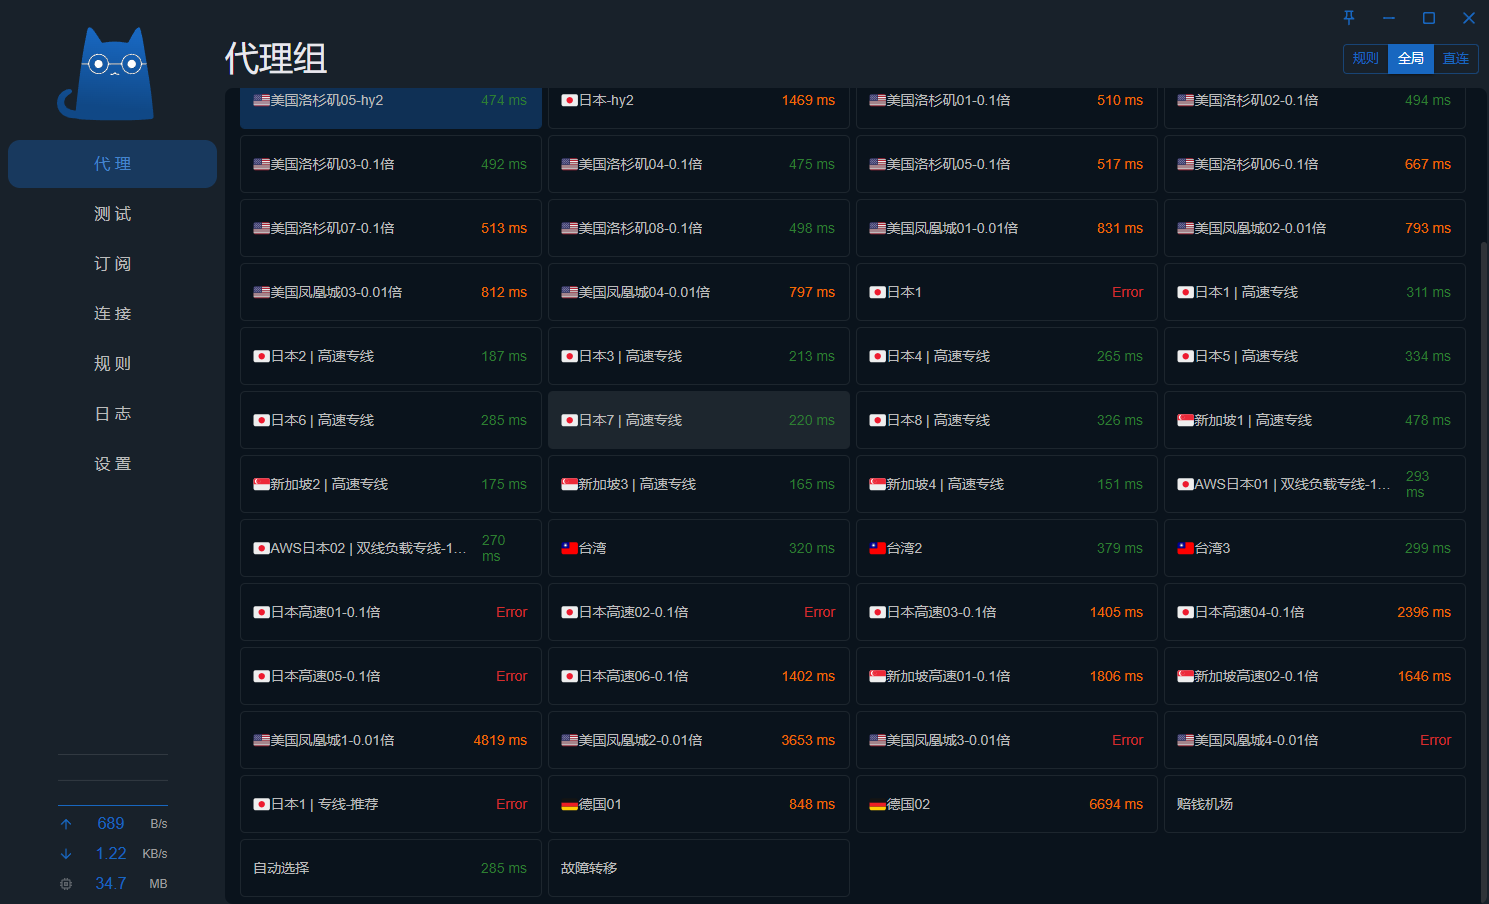 代理组
规则 全局 直连
代 理
测 试
订 阅
连 接
规 则
日 志
设 置
689 B/s
1.22 KB/s
34.7 MB
美国洛杉矶05-hy2 474 ms
日本-hy2 1469 ms
美国洛杉矶01-0.1倍 510 ms
美国洛杉矶02-0.1倍 494 ms
美国洛杉矶03-0.1倍 492 ms
美国洛杉矶04-0.1倍 475 ms
美国洛杉矶05-0.1倍 517 ms
美国洛杉矶06-0.1倍 667 ms
美国洛杉矶07-0.1倍 513 ms
美国洛杉矶08-0.1倍 498 ms
美国凤凰城01-0.01倍 831 ms
美国凤凰城02-0.01倍 793 ms
美国凤凰城03-0.01倍 812 ms
美国凤凰城04-0.01倍 797 ms
日本1 Error
日本1 | 高速专线 311 ms
日本2 | 高速专线 187 ms
日本3 | 高速专线 213 ms
日本4 | 高速专线 265 ms
日本5 | 高速专线 334 ms
日本6 | 高速专线 285 ms
日本7 | 高速专线 220 ms
日本8 | 高速专线 326 ms
新加坡1 | 高速专线 478 ms
新加坡2 | 高速专线 175 ms
新加坡3 | 高速专线 165 ms
新加坡4 | 高速专线 151 ms
AWS日本01 | 双线负载专线-1... 293 ms
AWS日本02 | 双线负载专线-1... 270 ms
台湾 320 ms
台湾2 379 ms
台湾3 299 ms
日本高速01-0.1倍 Error
日本高速02-0.1倍 Error
日本高速03-0.1倍 1405 ms
日本高速04-0.1倍 2396 ms
日本高速05-0.1倍 Error
日本高速06-0.1倍 1402 ms
新加坡高速01-0.1倍 1806 ms
新加坡高速02-0.1倍 1646 ms
美国凤凰城1-0.01倍 4819 ms
美国凤凰城2-0.01倍 3653 ms
美国凤凰城3-0.01倍 Error
美国凤凰城4-0.01倍 Error
日本1 | 专线-推荐 Error
德国01 848 ms
德国02 6694 ms
赔钱机场
自动选择 285 ms
故障转移